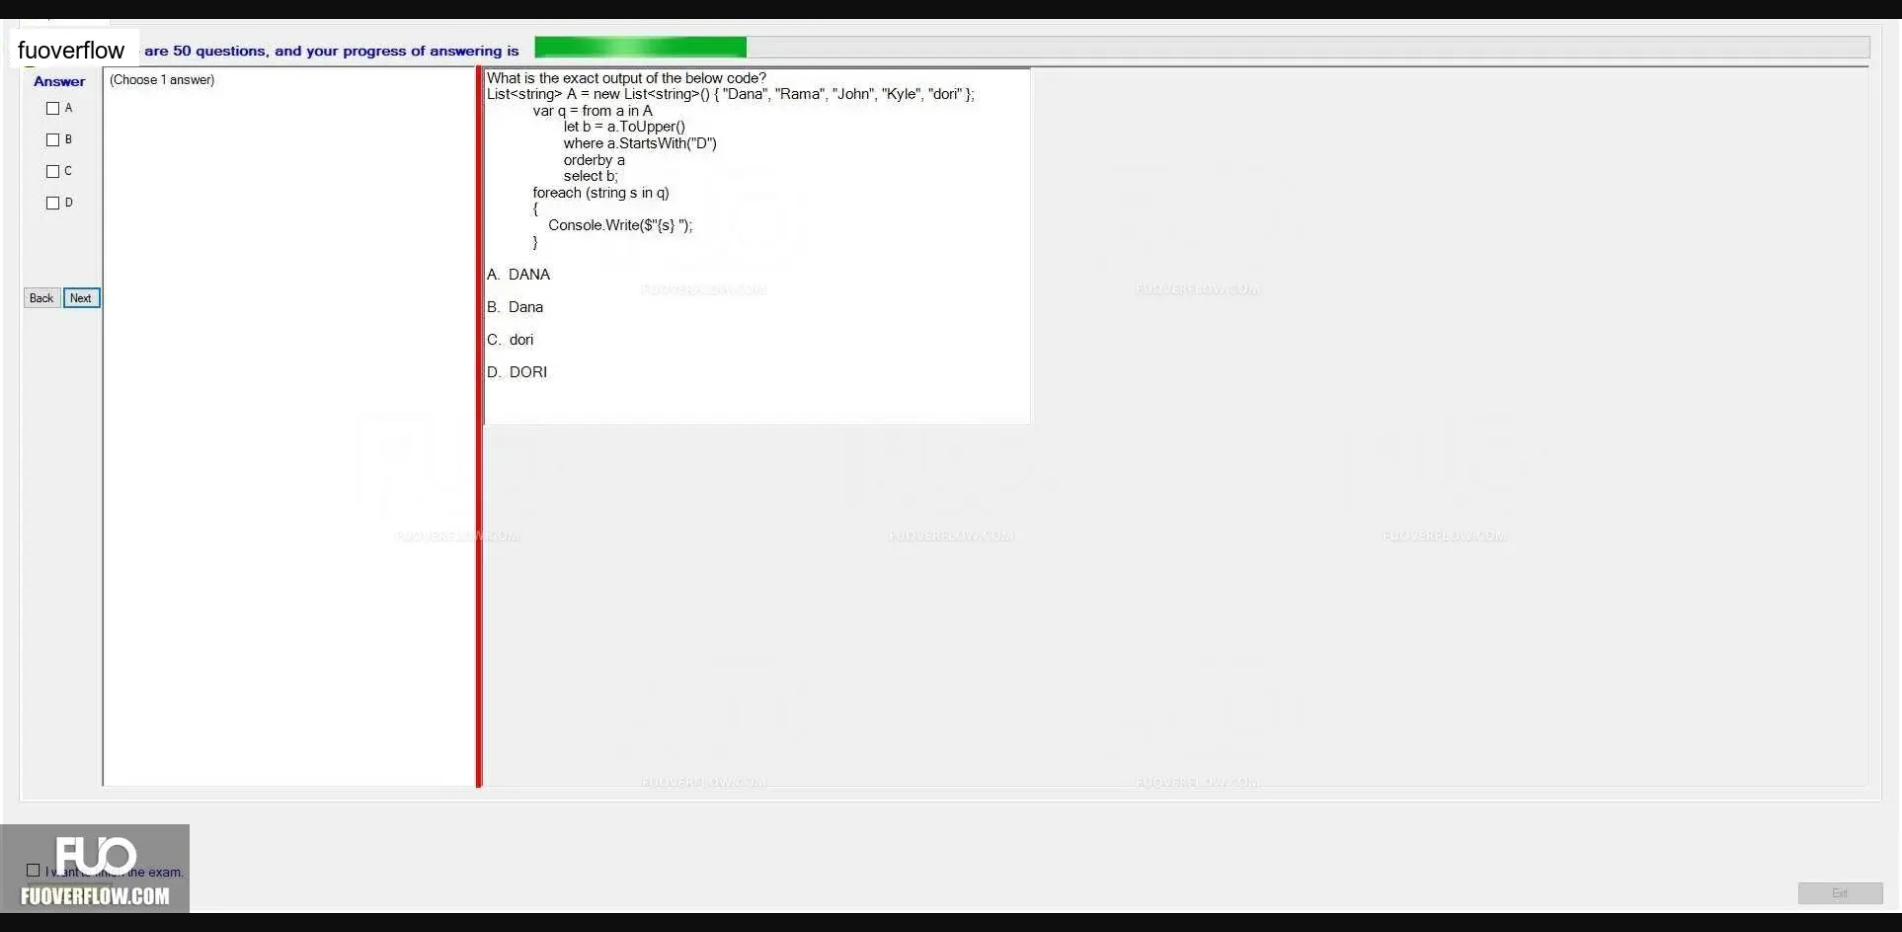 fuoverflow are 50 questions, and your progress of answering is
Answer
(Choose 1 answer)
A
B
C
D
Back Next
What is the exact output of the below code?
List<string> A = new List<string>() { "Dana", "Rama", "John", "Kyle", "dori" };
var q = from a in A
let b = a.ToUpper()
where a.StartsWith("D")
orderby a
select b;
foreach (string s in q)
{
Console.Write($"{s} ");
}
A. DANA
B. Dana
C. dori
D. DORI
FUOVERFLOW.COM FUOVERFLOW.COM
FUOVERFLOW.COM FUOVERFLOW.COM FUOVERFLOW.COM
FUOVERFLOW.COM FUOVERFLOW.COM
FUO
I want to finish the exam.
FUOVERFLOW.COM
Exit